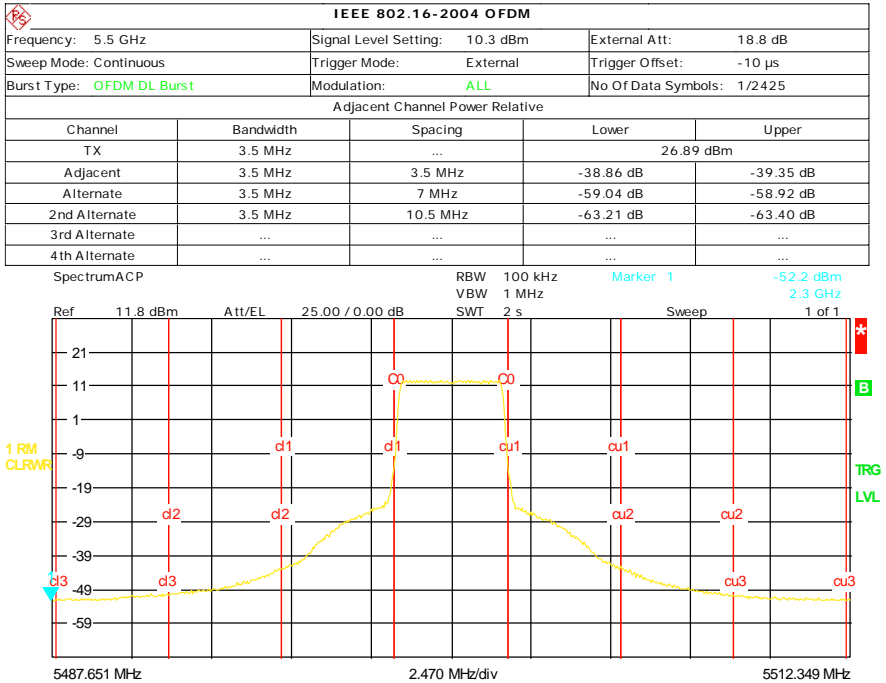 R&S
IEEE 802.16-2004 OFDM
Frequency: 5.5 GHz Signal Level Setting: 10.3 dBm External Att: 18.8 dB
Sweep Mode: Continuous Trigger Mode: External Trigger Offset: -10 µs
Burst Type: OFDM DL Burst Modulation: ALL No Of Data Symbols: 1/2425
Adjacent Channel Power Relative
Channel Bandwidth Spacing Lower Upper
TX 3.5 MHz ... 26.89 dBm
Adjacent 3.5 MHz 3.5 MHz -38.86 dB -39.35 dB
Alternate 3.5 MHz 7 MHz -59.04 dB -58.92 dB
2nd Alternate 3.5 MHz 10.5 MHz -63.21 dB -63.40 dB
3rd Alternate ... ... ... ...
4th Alternate ... ... ... ...
SpectrumACP RBW 100 kHz Marker 1 -52.2 dBm
VBW 1 MHz 2.3 GHz
Ref 11.8 dBm Att/EL 25.00 / 0.00 dB SWT 2 s Sweep 1 of 1
*
21
C0 C0
11 B
1
cl1 cl1 cu1 cu1
1 RM
CLRWR
-9
TRG
-19
LVL
cl2 cl2 cu2 cu2
-29
-39
1
cl3 cl3 cu3 cu3
-49
-59
5487.651 MHz 2.470 MHz/div 5512.349 MHz